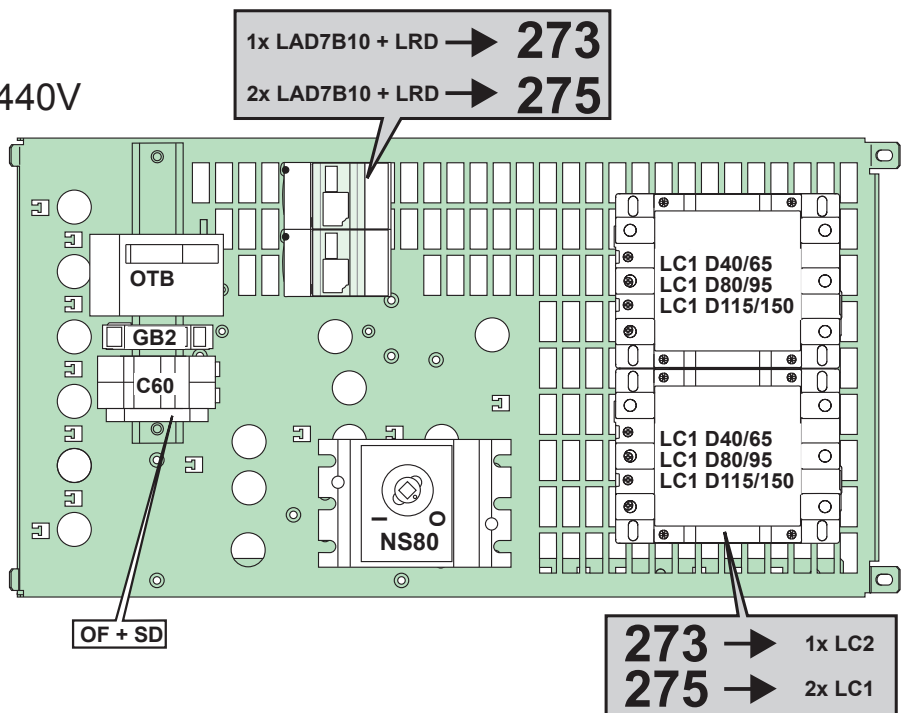 1x LAD7B10 + LRD 273
2x LAD7B10 + LRD 275
440V
OTB
GB2
C60
LC1 D40/65
LC1 D80/95
LC1 D115/150
LC1 D40/65
LC1 D80/95
LC1 D115/150
I O
NS80
OF + SD
273 1x LC2
275 2x LC1